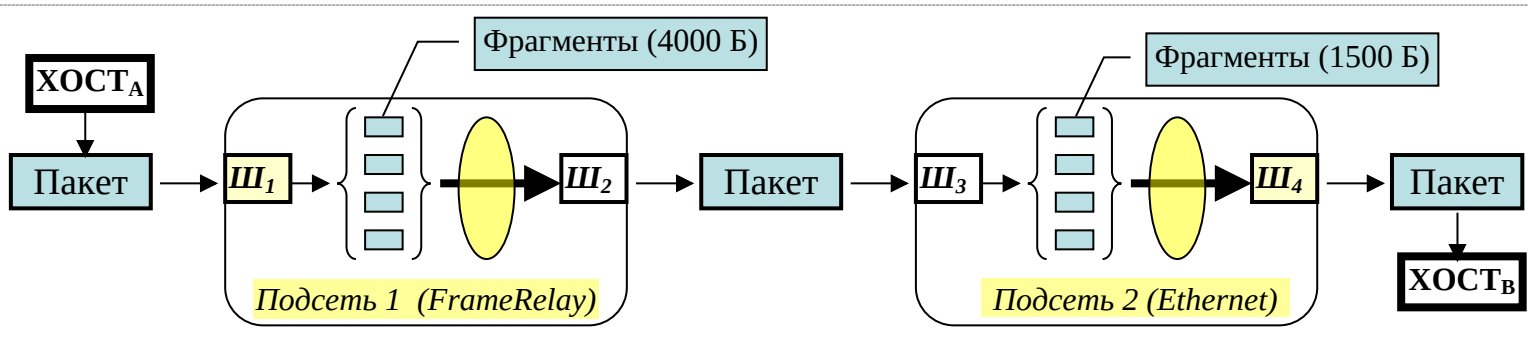 Фрагменты (4000 Б)
Фрагменты (1500 Б)
ХОСТA
Пакет
Ш1
Ш2
Пакет
Ш3
Ш4
Пакет
Подсеть 1 (FrameRelay)
Подсеть 2 (Ethernet)
ХОСТB